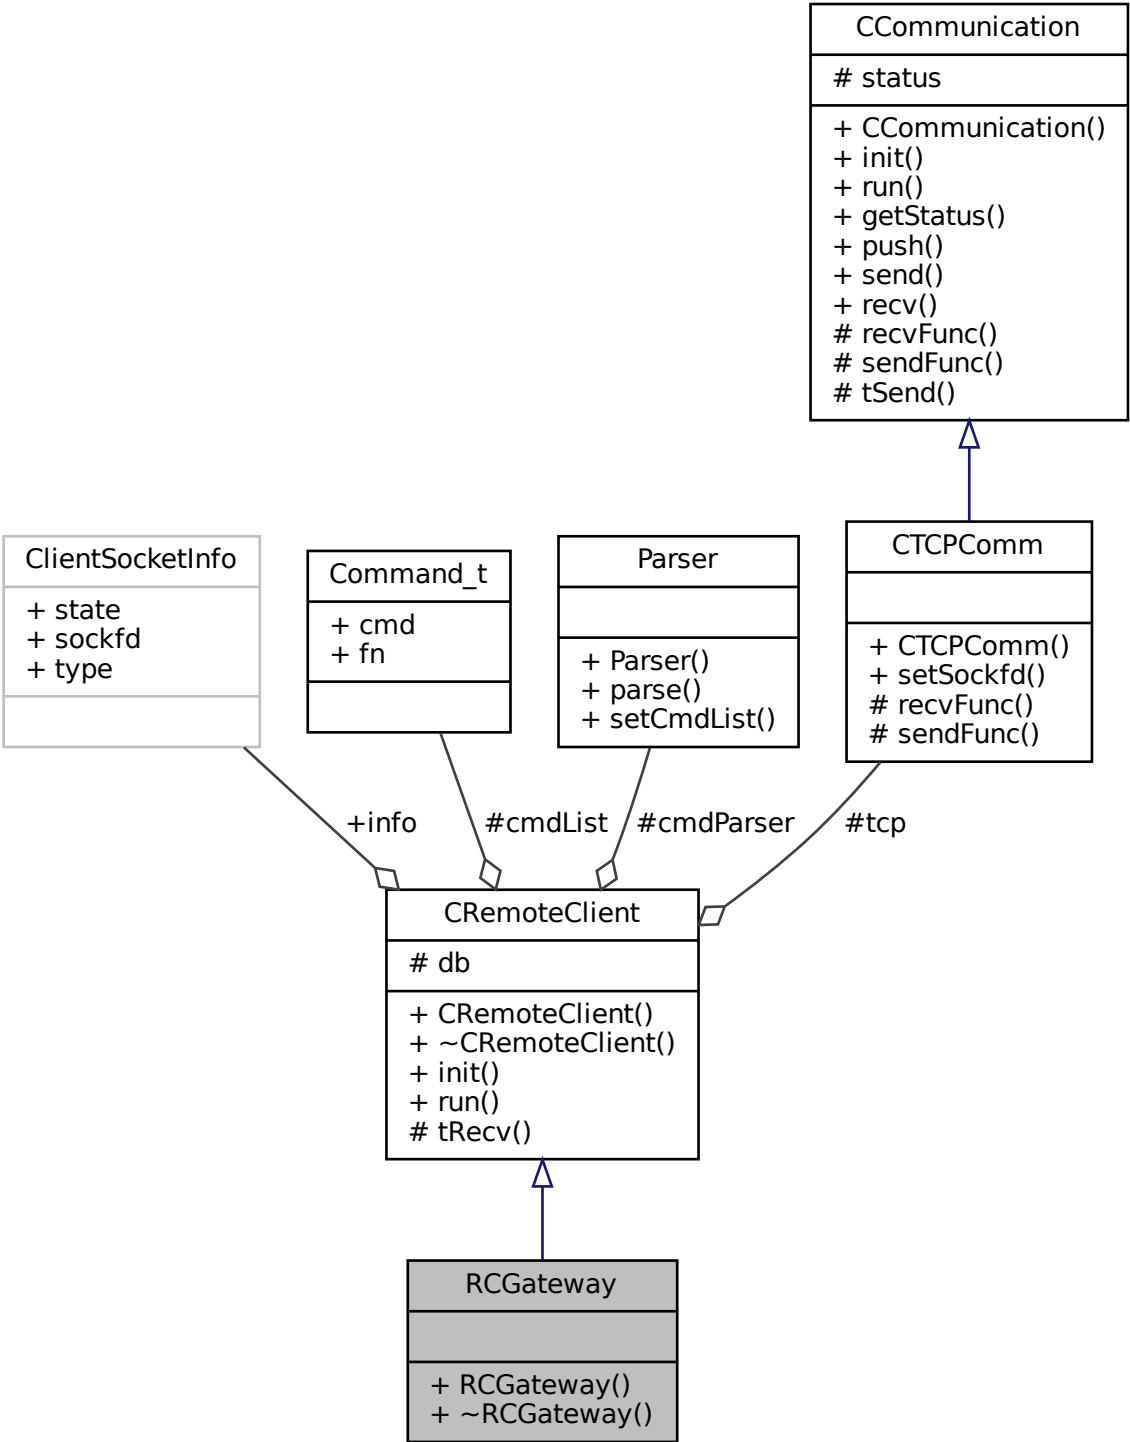 CCommunication
# status
+ CCommunication()
+ init()
+ run()
+ getStatus()
+ push()
+ send()
+ recv()
# recvFunc()
# sendFunc()
# tSend()
ClientSocketInfo
+ state
+ sockfd
+ type
Command_t
+ cmd
+ fn
Parser
+ Parser()
+ parse()
+ setCmdList()
CTCPComm
+ CTCPComm()
+ setSockfd()
# recvFunc()
# sendFunc()
+info
#cmdList
#cmdParser
#tcp
CRemoteClient
# db
+ CRemoteClient()
+ ~CRemoteClient()
+ init()
+ run()
# tRecv()
RCGateway
+ RCGateway()
+ ~RCGateway()